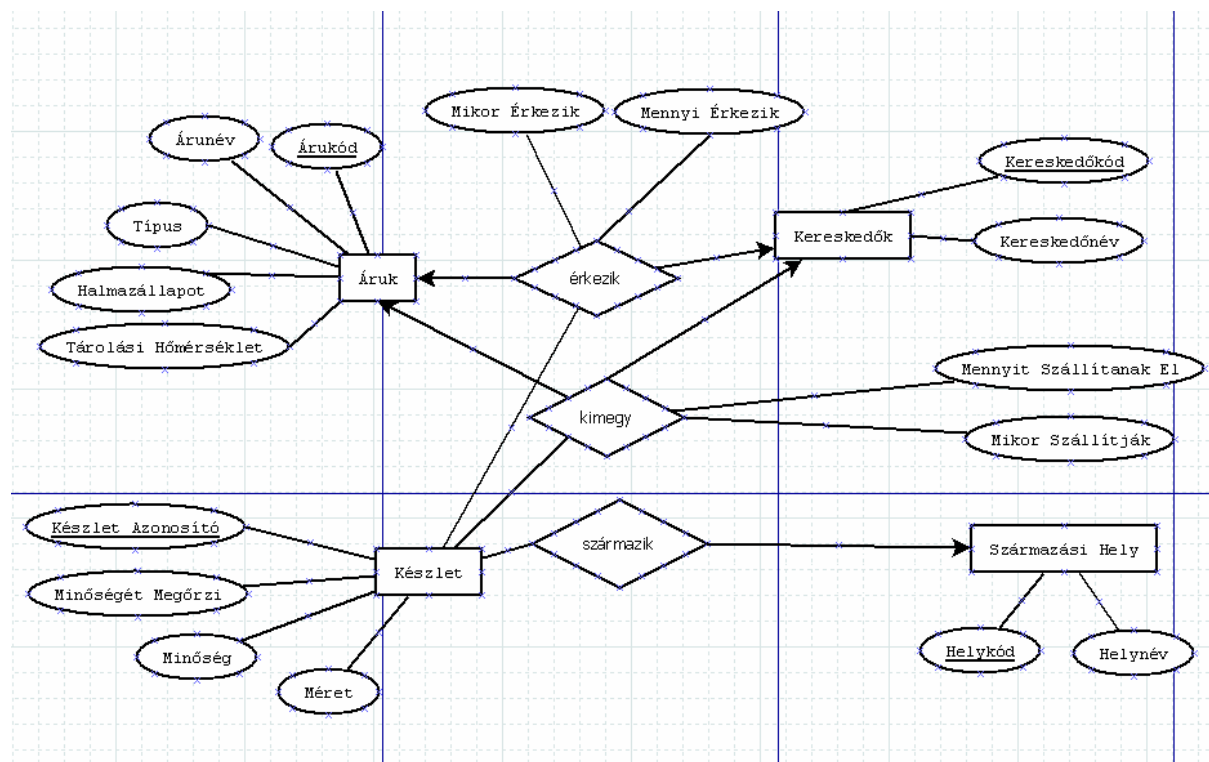 Mikor Érkezik
Mennyi Érkezik
Árunév
Árukód
Kereskedőkód
Típus
Kereskedők
Kereskedőnév
Áruk
érkezik
Halmazállapot
Tárolási Hőmérséklet
Mennyit Szállítanak El
kimegy
Mikor Szállítják
Készlet Azonosító
származik
Származási Hely
Készlet
Minőségét Megőrzi
Minőség
Helykód
Helynév
Méret